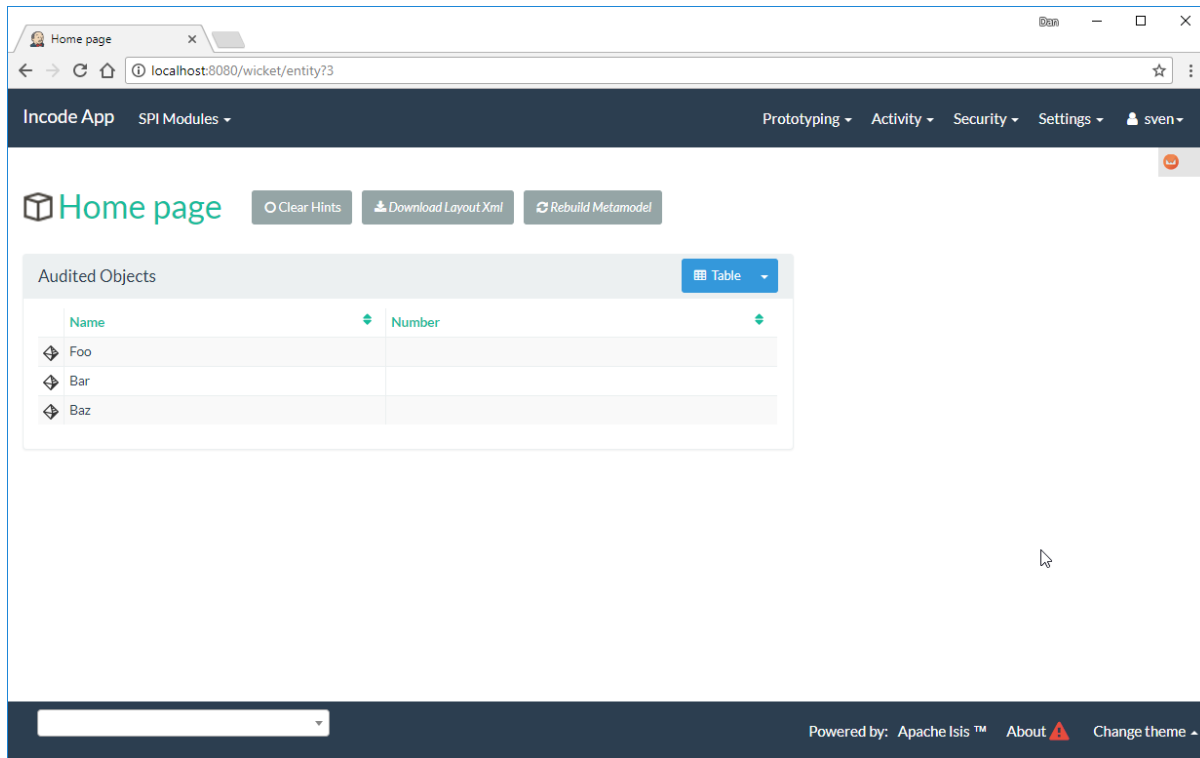 Dan
Home page
localhost:8080/wicket/entity?3
Incode App SPI Modules Prototyping Activity Security Settings sven
Home page Clear Hints Download Layout Xml Rebuild Metamodel
Audited Objects Table
Name Number
Foo
Bar
Baz
Powered by: Apache Isis ™ About Change theme